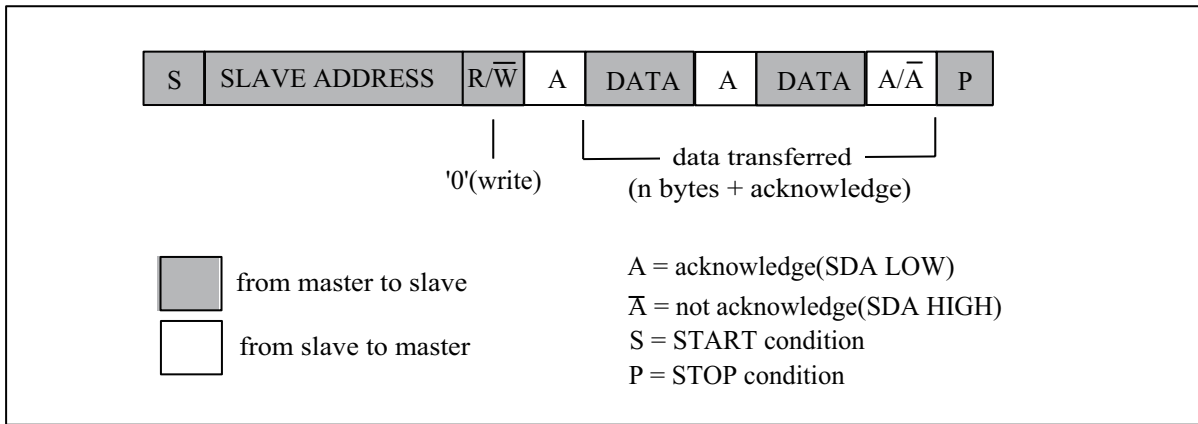 S SLAVE ADDRESS R/W̅ A DATA A DATA A/A̅ P
'0'(write)
data transferred
(n bytes + acknowledge)
from master to slave
from slave to master
A = acknowledge(SDA LOW)
A̅ = not acknowledge(SDA HIGH)
S = START condition
P = STOP condition